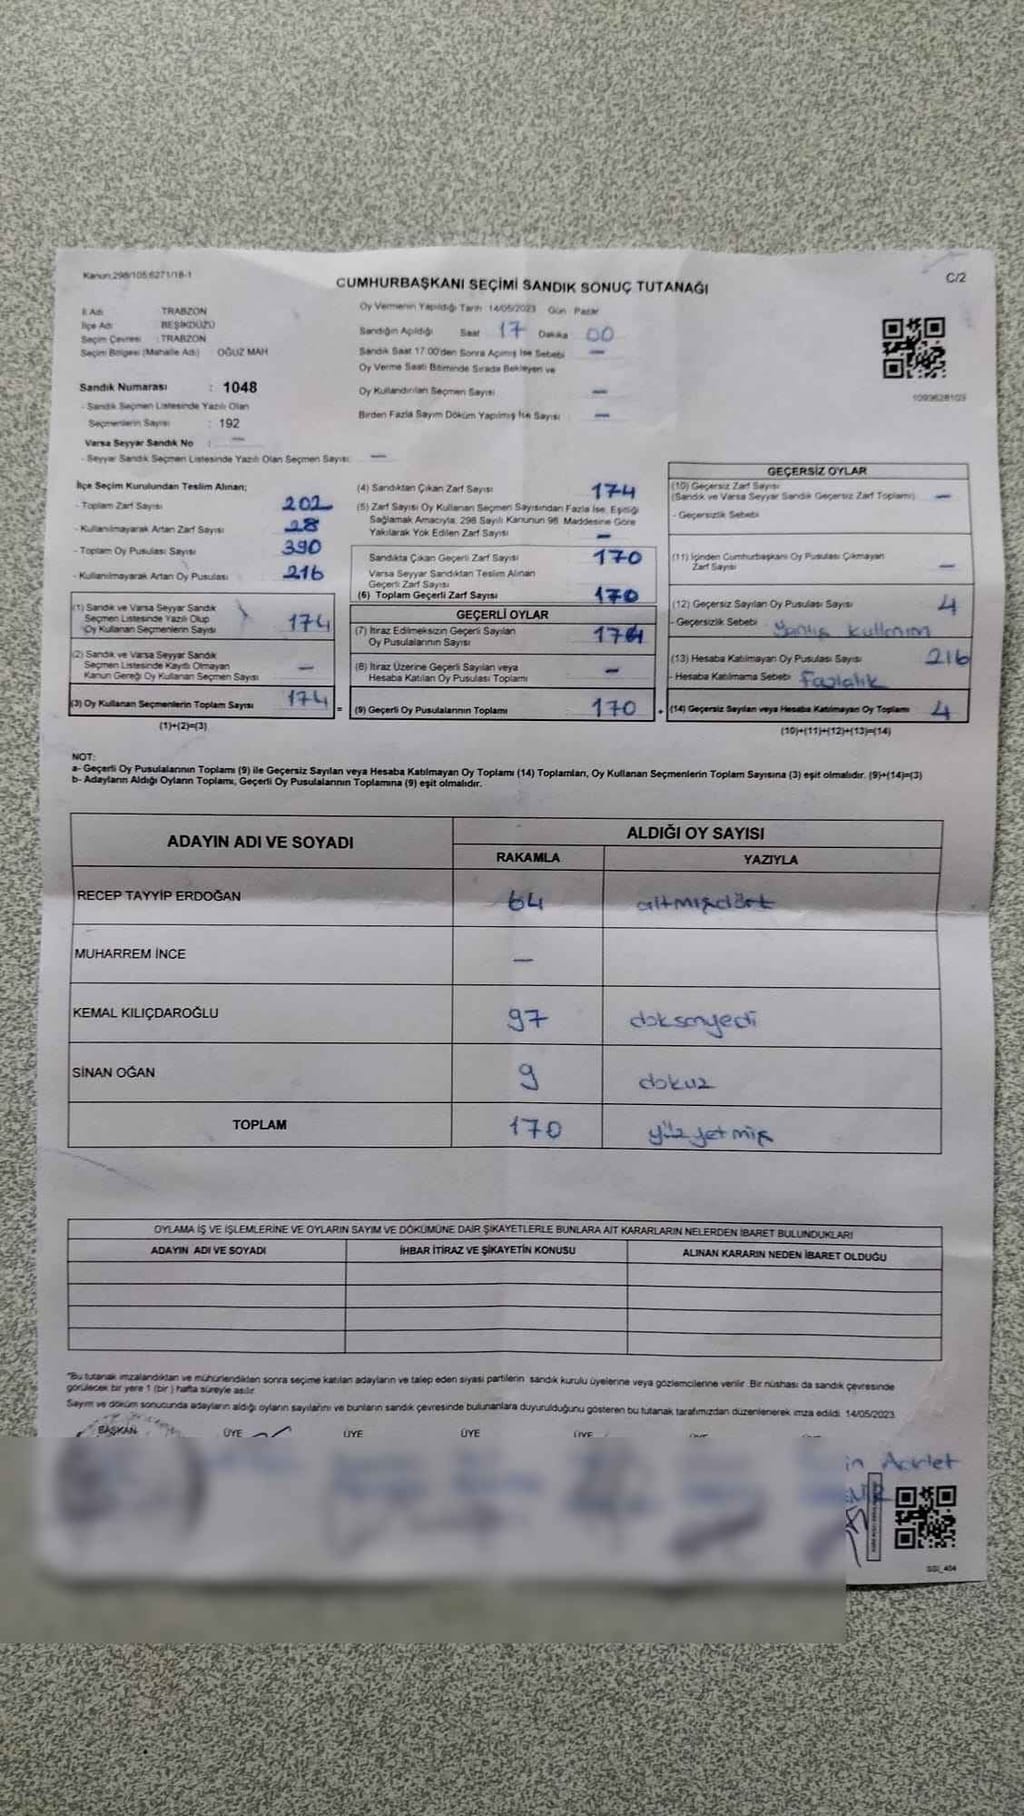 Kanun:298/105,6271/18-1
C/2
CUMHURBAŞKANI SEÇİMİ SANDIK SONUÇ TUTANAĞI
İl Adı TRABZON
İlçe Adı BEŞİKDÜZÜ
Seçim Çevresi : TRABZON
Seçim Bölgesi (Mahalle Adı) OĞUZ MAH
Sandık Numarası : 1048
- Sandık Seçmen Listesinde Yazılı Olan
Seçmenlerin Sayısı : 192
Varsa Seyyar Sandık No : —
- Seyyar Sandık Seçmen Listesinde Yazılı Olan Seçmen Sayısı: —
Oy Vermenin Yapıldığı Tarih: 14/05/2023 Gün Pazar
Sandığın Açıldığı Saat 17 Dakika 00
Sandık Saat 17.00'den Sonra Açılmış İse Sebebi —
Oy Verme Saati Bitiminde Sırada Bekleyen ve
Oy Kullandırılan Seçmen Sayısı —
Birden Fazla Sayım Döküm Yapılmış İse Sayısı —
1099628103
İlçe Seçim Kurulundan Teslim Alınan;
- Toplam Zarf Sayısı 202
- Kullanılmayarak Artan Zarf Sayısı 28
- Toplam Oy Pusulası Sayısı 390
- Kullanılmayarak Artan Oy Pusulası 216
(1) Sandık ve Varsa Seyyar Sandık
Seçmen Listesinde Yazılı Olup
Oy Kullanan Seçmenlerin Sayısı 174
(2) Sandık ve Varsa Seyyar Sandık
Seçmen Listesinde Kayıtlı Olmayan
Kanun Gereği Oy Kullanan Seçmen Sayısı —
(3) Oy Kullanan Seçmenlerin Toplam Sayısı 174 =
(1)+(2)=(3)
(4) Sandıktan Çıkan Zarf Sayısı 174
(5) Zarf Sayısı Oy Kullanan Seçmen Sayısından Fazla İse, Eşitliği
Sağlamak Amacıyla, 298 Sayılı Kanunun 98. Maddesine Göre
Yakılarak Yok Edilen Zarf Sayısı —
Sandıkta Çıkan Geçerli Zarf Sayısı 170
Varsa Seyyar Sandıktan Teslim Alınan
Geçerli Zarf Sayısı
(6) Toplam Geçerli Zarf Sayısı 170
GEÇERLİ OYLAR
(7) İtiraz Edilmeksizin Geçerli Sayılan
Oy Pusulalarının Sayısı
(8) İtiraz Üzerine Geçerli Sayılan veya
Hesaba Katılan Oy Pusulası Toplamı —
(9) Geçerli Oy Pusulalarının Toplamı 170 +
GEÇERSİZ OYLAR
(10) Geçersiz Zarf Sayısı
(Sandık ve Varsa Seyyar Sandık Geçersiz Zarf Toplamı) —
- Geçersizlik Sebebi
(11) İçinden Cumhurbaşkanı Oy Pusulası Çıkmayan
Zarf Sayısı —
(12) Geçersiz Sayılan Oy Pusulası Sayısı 4
- Geçersizlik Sebebi Yanlış kullanım
(13) Hesaba Katılmayan Oy Pusulası Sayısı 216
- Hesaba Katılmama Sebebi Fazlalık
(14) Geçersiz Sayılan veya Hesaba Katılmayan Oy Toplamı 4
(10)+(11)+(12)+(13)=(14)
NOT:
a- Geçerli Oy Pusulalarının Toplamı (9) ile Geçersiz Sayılan veya Hesaba Katılmayan Oy Toplamı (14) Toplamları, Oy Kullanan Seçmenlerin Toplam Sayısına (3) eşit olmalıdır. (9)+(14)=(3)
b- Adayların Aldığı Oyların Toplamı, Geçerli Oy Pusulalarının Toplamına (9) eşit olmalıdır.
ADAYIN ADI VE SOYADI ALDIĞI OY SAYISI
RAKAMLA YAZIYLA
RECEP TAYYİP ERDOĞAN 64 altmışdört
MUHARREM İNCE —
KEMAL KILIÇDAROĞLU 97 doksanyedi
SİNAN OĞAN 9 dokuz
TOPLAM 170 yüz yetmiş
OYLAMA İŞ VE İŞLEMLERİNE VE OYLARIN SAYIM VE DÖKÜMÜNE DAİR ŞİKAYETLERLE BUNLARA AİT KARARLARIN NELERDEN İBARET BULUNDUKLARI
ADAYIN ADI VE SOYADI İHBAR İTİRAZ VE ŞİKAYETİN KONUSU ALINAN KARARIN NEDEN İBARET OLDUĞU
"Bu tutanak imzalandıktan ve mühürlendikten sonra seçime katılan adayların ve talep eden siyasi partilerin sandık kurulu üyelerine veya gözlemcilerine verilir. Bir nüshası da sandık çevresinde
görülecek bir yere 1 (bir) hafta süreyle asılır.
Sayım ve döküm sonucunda adayların aldığı oyların sayılarını ve bunların sandık çevresinde bulunanlara duyurulduğunu gösteren bu tutanak tarafımızdan düzenlenerek imza edildi. 14/05/2023
BAŞKAN ÜYE ÜYE ÜYE ÜYE